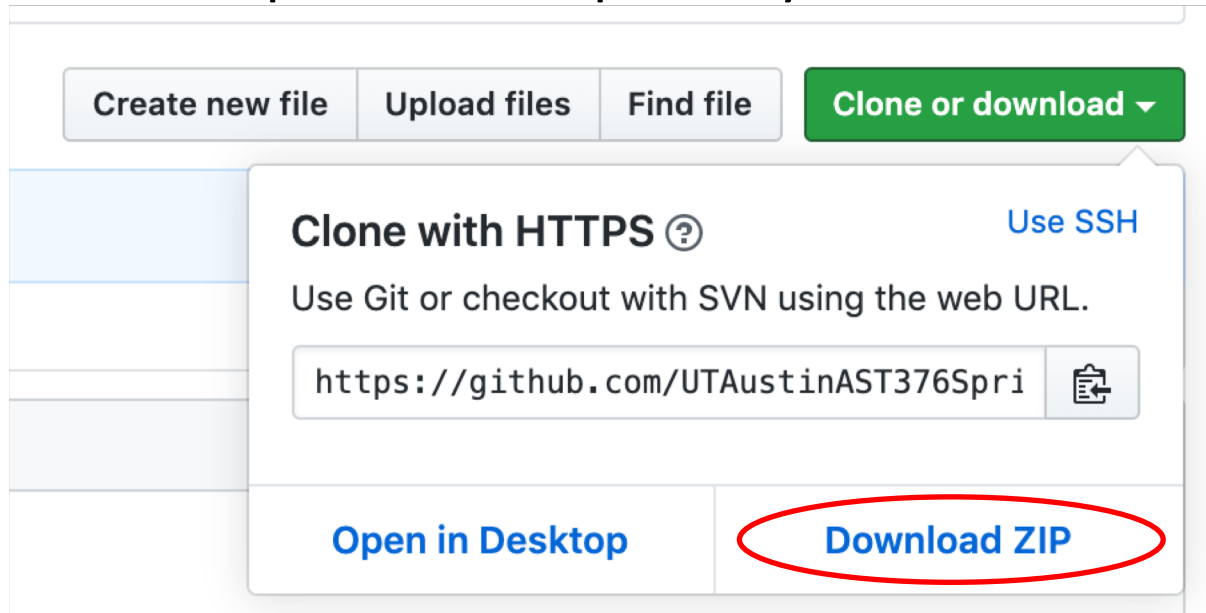 Create new file Upload files Find file Clone or download
Clone with HTTPS ? Use SSH
Use Git or checkout with SVN using the web URL.
https://github.com/UTAustinAST376Spri
Open in Desktop Download ZIP